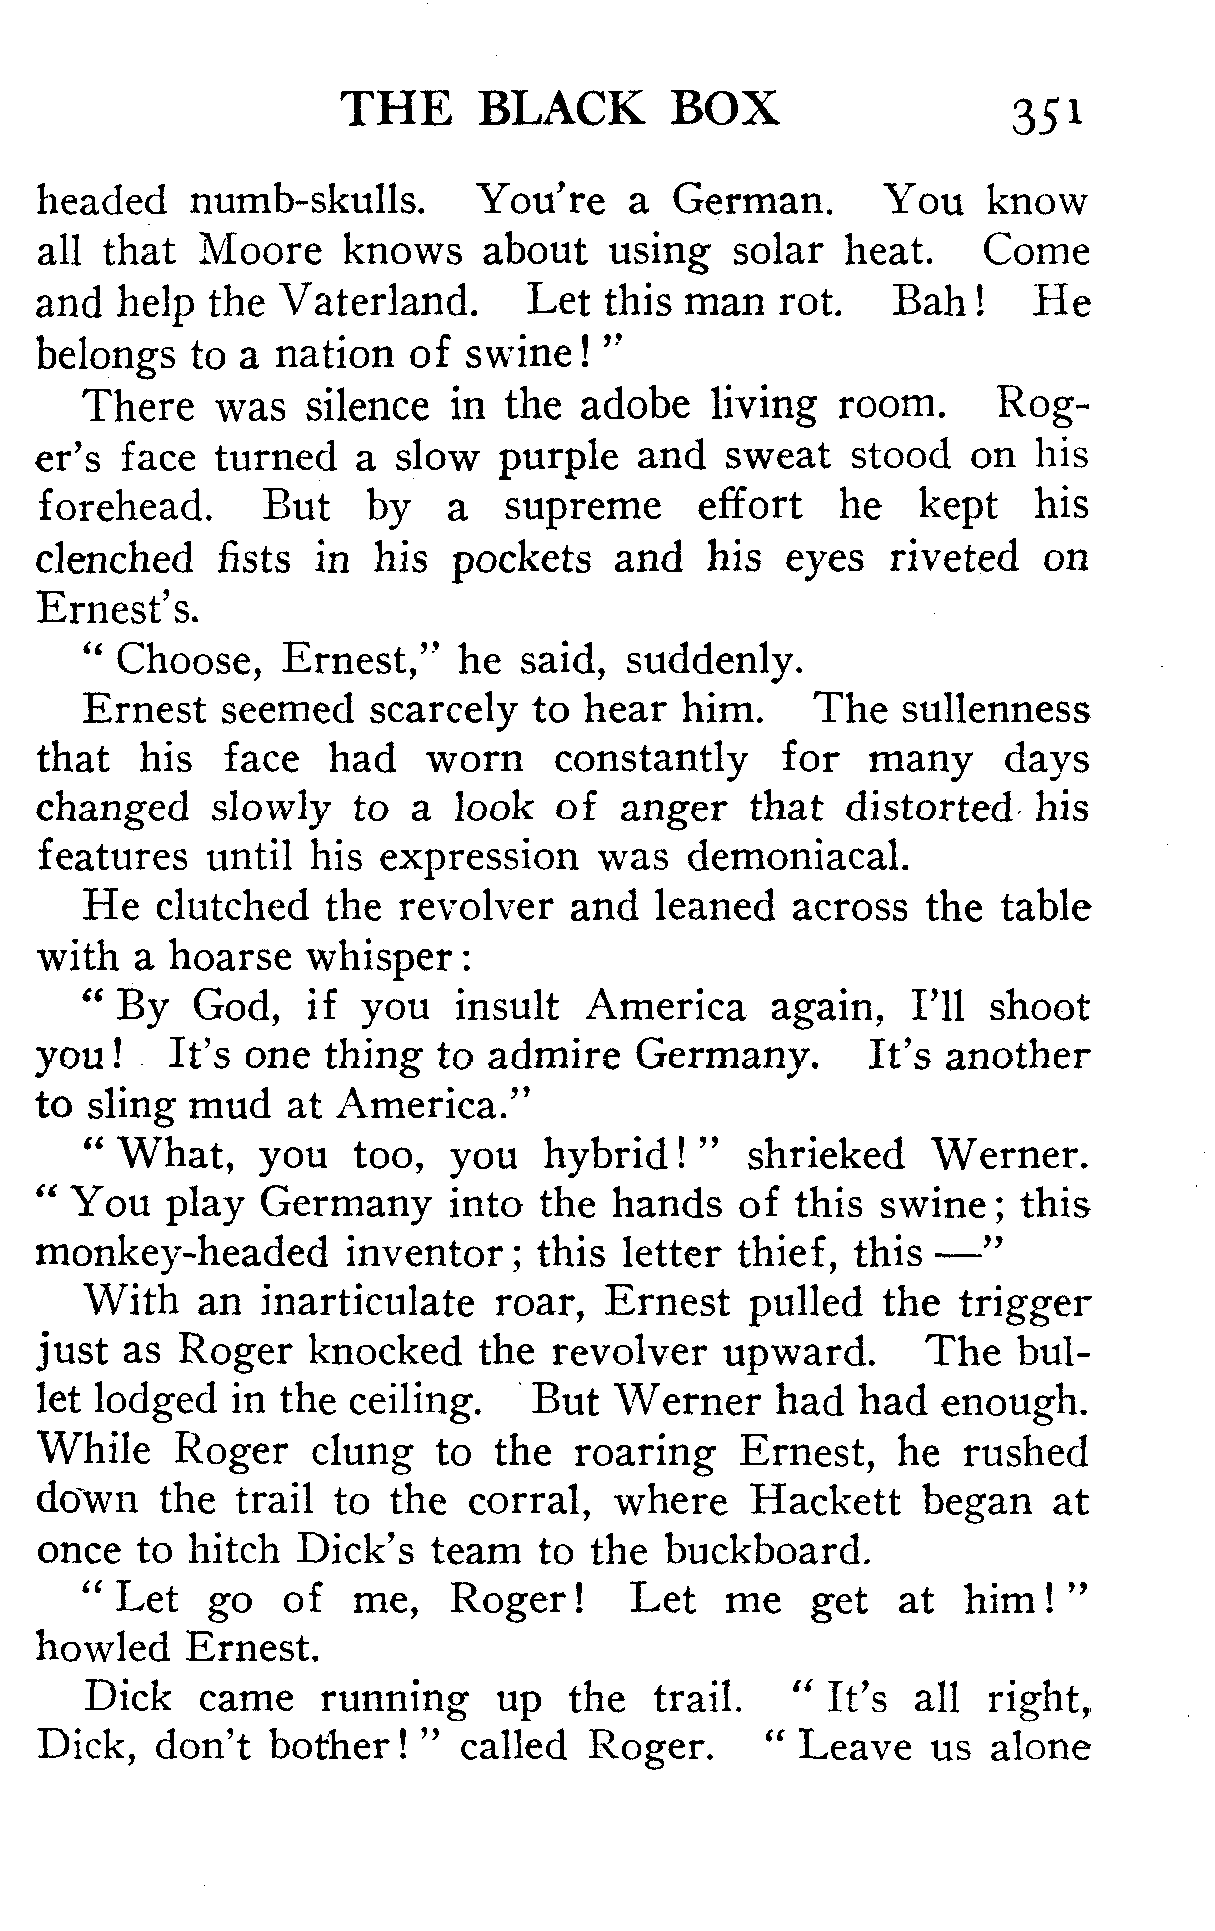 THE BLACK BOX 351
headed numb-skulls. You're a German. You know
all that Moore knows about using solar heat. Come
and help the Vaterland. Let this man rot. Bah! He
belongs to a nation of swine!"
There was silence in the adobe living room. Rog-
er's face turned a slow purple and sweat stood on his
forehead. But by a supreme effort he kept his
clenched fists in his pockets and his eyes riveted on
Ernest's.
"Choose, Ernest," he said, suddenly.
Ernest seemed scarcely to hear him. The sullenness
that his face had worn constantly for many days
changed slowly to a look of anger that distorted his
features until his expression was demoniacal.
He clutched the revolver and leaned across the table
with a hoarse whisper:
"By God, if you insult America again, I'll shoot
you! It's one thing to admire Germany. It's another
to sling mud at America."
"What, you too, you hybrid!" shrieked Werner.
"You play Germany into the hands of this swine; this
monkey-headed inventor; this letter thief, this —"
With an inarticulate roar, Ernest pulled the trigger
just as Roger knocked the revolver upward. The bul-
let lodged in the ceiling. But Werner had had enough.
While Roger clung to the roaring Ernest, he rushed
down the trail to the corral, where Hackett began at
once to hitch Dick's team to the buckboard.
"Let go of me, Roger! Let me get at him!"
howled Ernest.
Dick came running up the trail. "It's all right,
Dick, don't bother!" called Roger. "Leave us alone